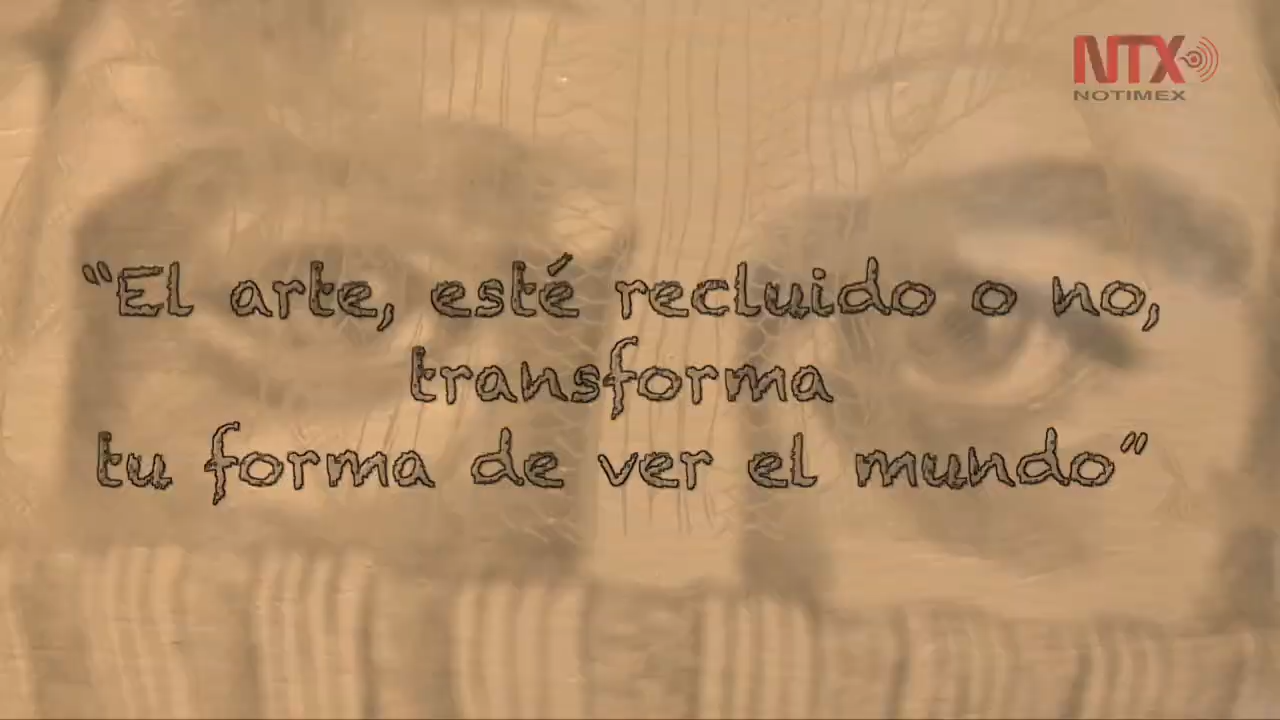 NTX
NOTIMEX
“El arte, esté recluido o no,
transforma
tu forma de ver el mundo”